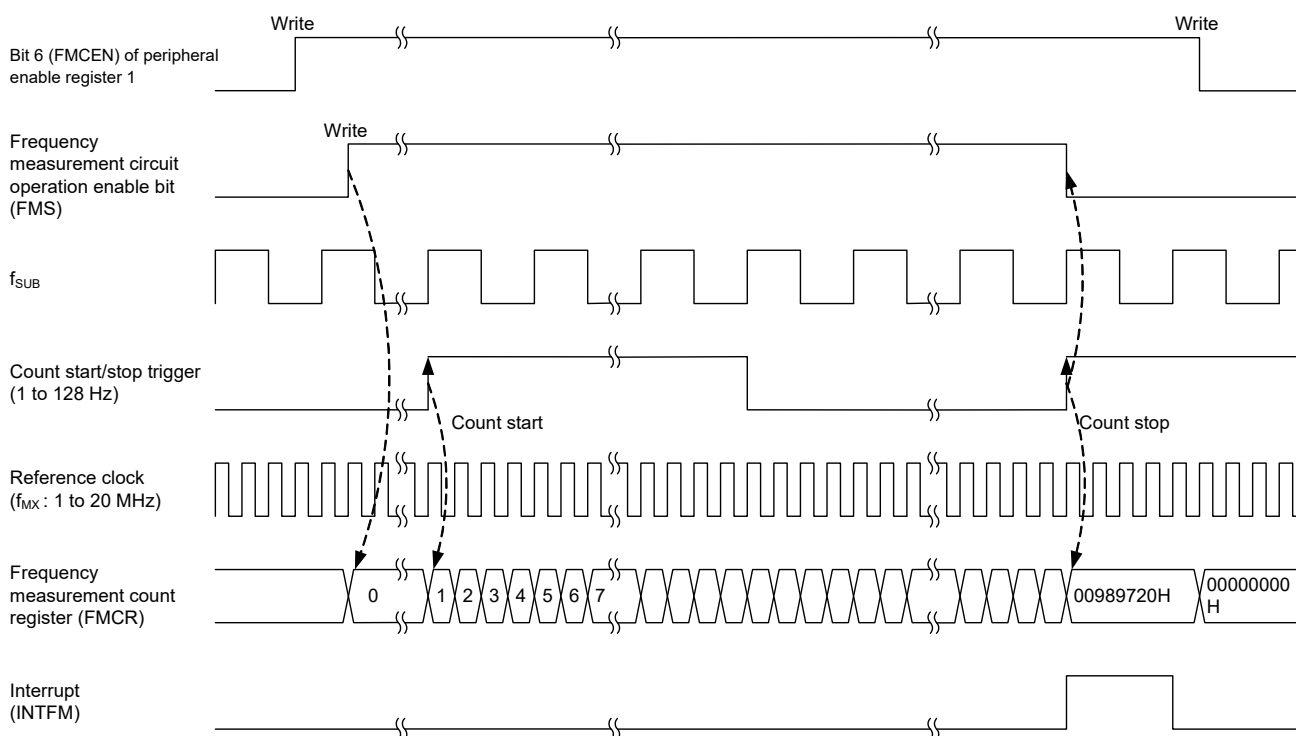 Write
Write
Bit 6 (FMCEN) of peripheral
enable register 1
Write
Frequency
measurement circuit
operation enable bit
(FMS)
fSUB
Count start/stop trigger
(1 to 128 Hz)
Count start
Count stop
Reference clock
(fMX : 1 to 20 MHz)
Frequency
measurement count
register (FMCR)
0
1
2
3
4
5
6
7
00989720H
00000000
H
Interrupt
(INTFM)